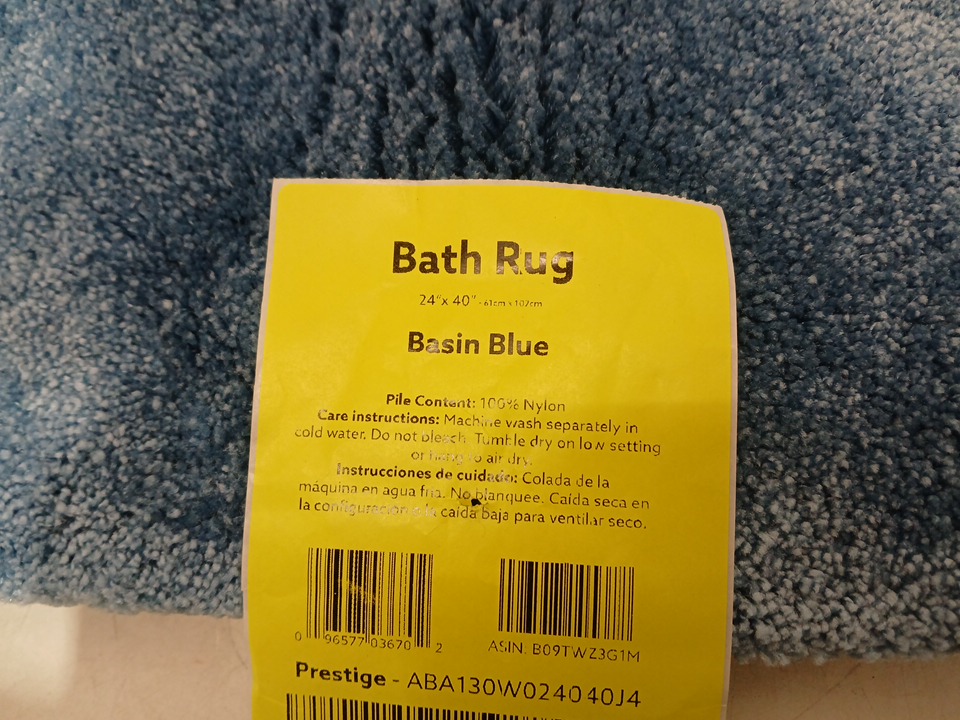 Bath Rug
24"x 40" - 61cm x 102cm
Basin Blue
Pile Content: 100% Nylon
Care instructions: Machine wash separately in
cold water. Do not bleach. Tumble dry on low setting
or hang to air dry.
Instrucciones de cuidado: Colada de la
máquina en agua fria. No blanquee. Caída seca en
la configuración de la caída baja para ventilar seco.
0 96577 03670 2
ASIN: B09TWZ3G1M
Prestige - ABA130W024040J4